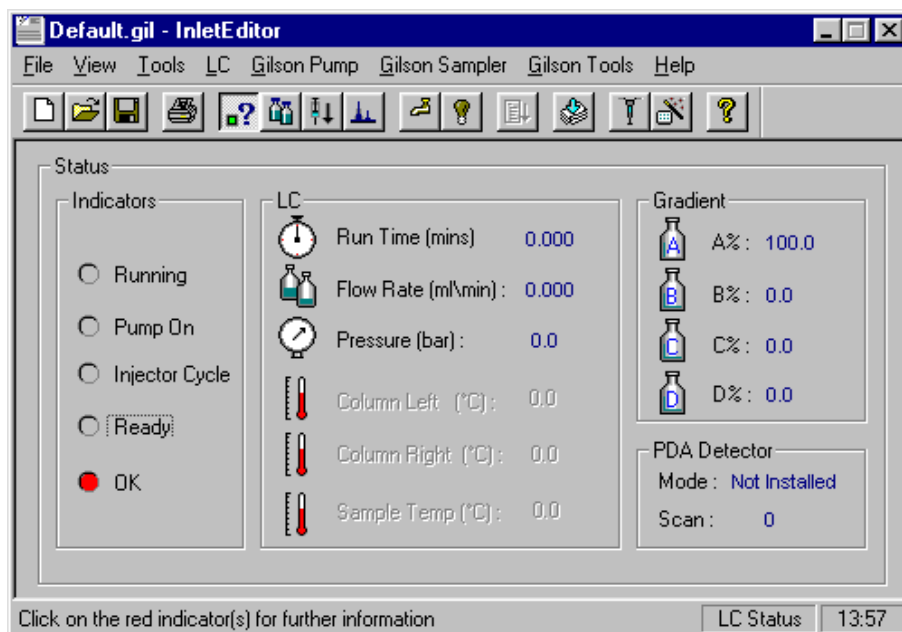 Default.gil - InletEditor
File View Tools LC Gilson Pump Gilson Sampler Gilson Tools Help
Status
Indicators
Running
Pump On
Injector Cycle
Ready
OK
LC
Run Time (mins) 0.000
Flow Rate (ml\min) : 0.000
Pressure (bar) : 0.0
Column Left (°C) : 0.0
Column Right (°C) : 0.0
Sample Temp (°C) : 0.0
Gradient
A A% : 100.0
B B% : 0.0
C C% : 0.0
D D% : 0.0
PDA Detector
Mode : Not Installed
Scan : 0
Click on the red indicator(s) for further information
LC Status
13:57